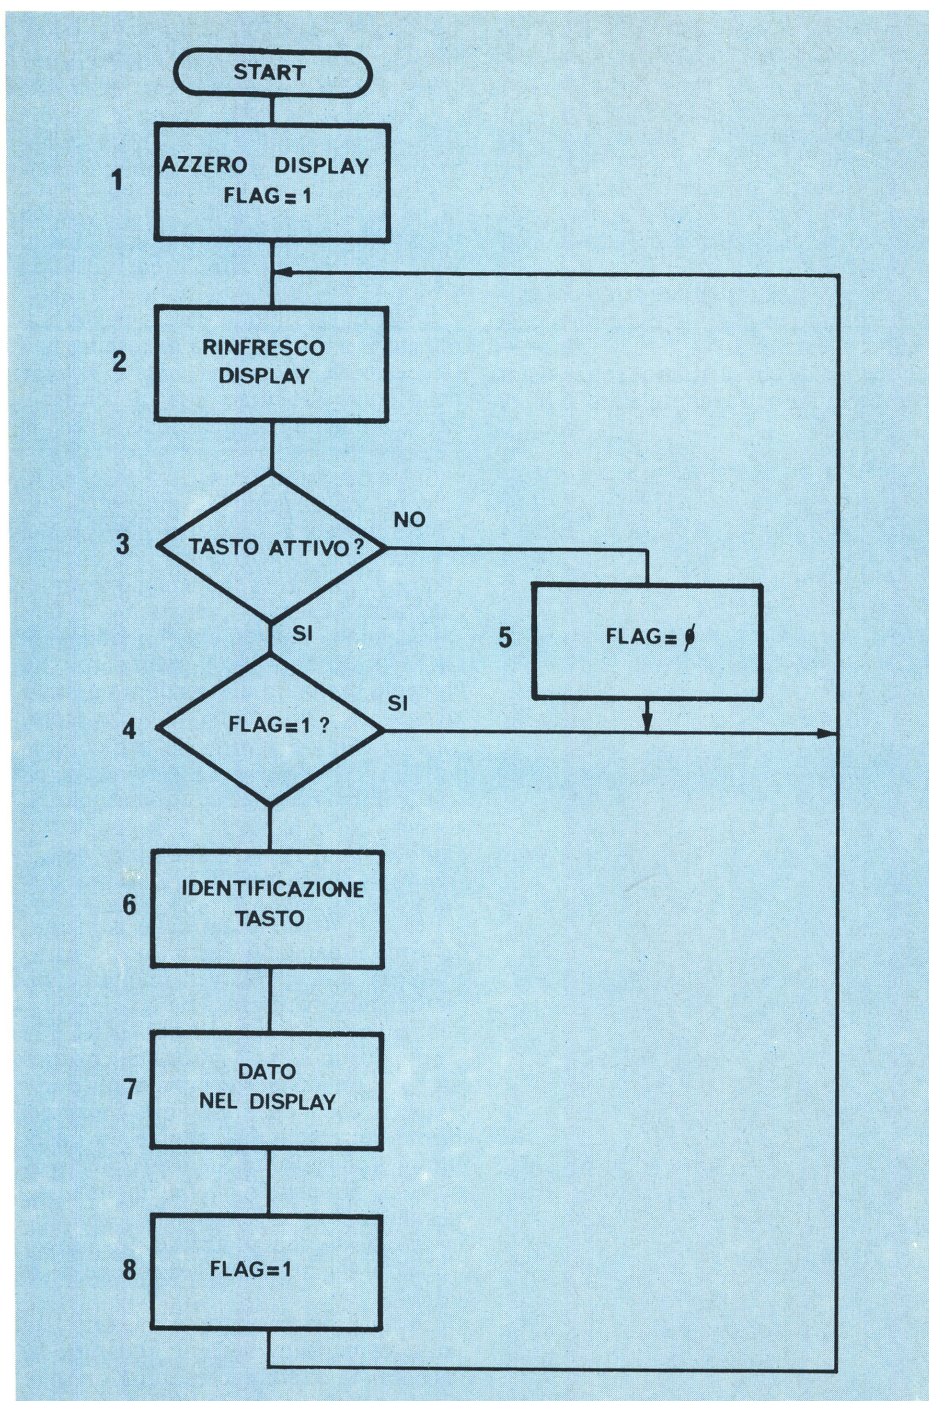 START
1
AZZERO DISPLAY
FLAG=1
2
RINFRESCO
DISPLAY
3
TASTO ATTIVO?
NO
SI
5
FLAG=0
4
FLAG=1?
SI
6
IDENTIFICAZIONE
TASTO
7
DATO
NEL DISPLAY
8
FLAG=1